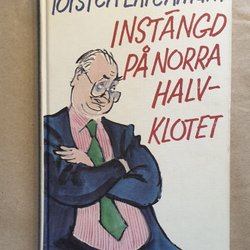 INSTÄNGD
PÅ NORRA
HALV-
KLOTET